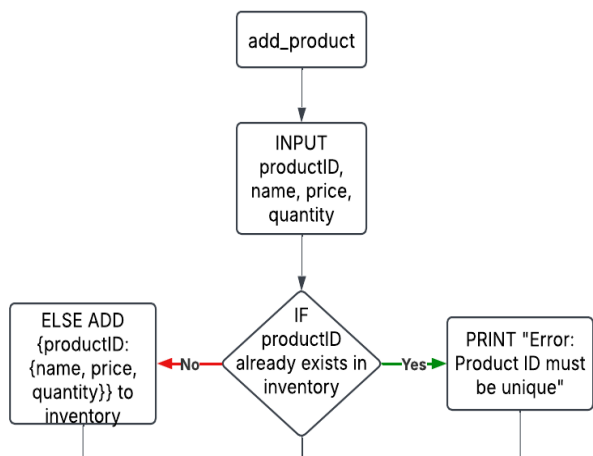 add_product
INPUT
productID,
name, price,
quantity
IF
productID
already exists in
inventory
No
Yes
ELSE ADD
{productID:
{name, price,
quantity}} to
inventory
PRINT "Error:
Product ID must
be unique"